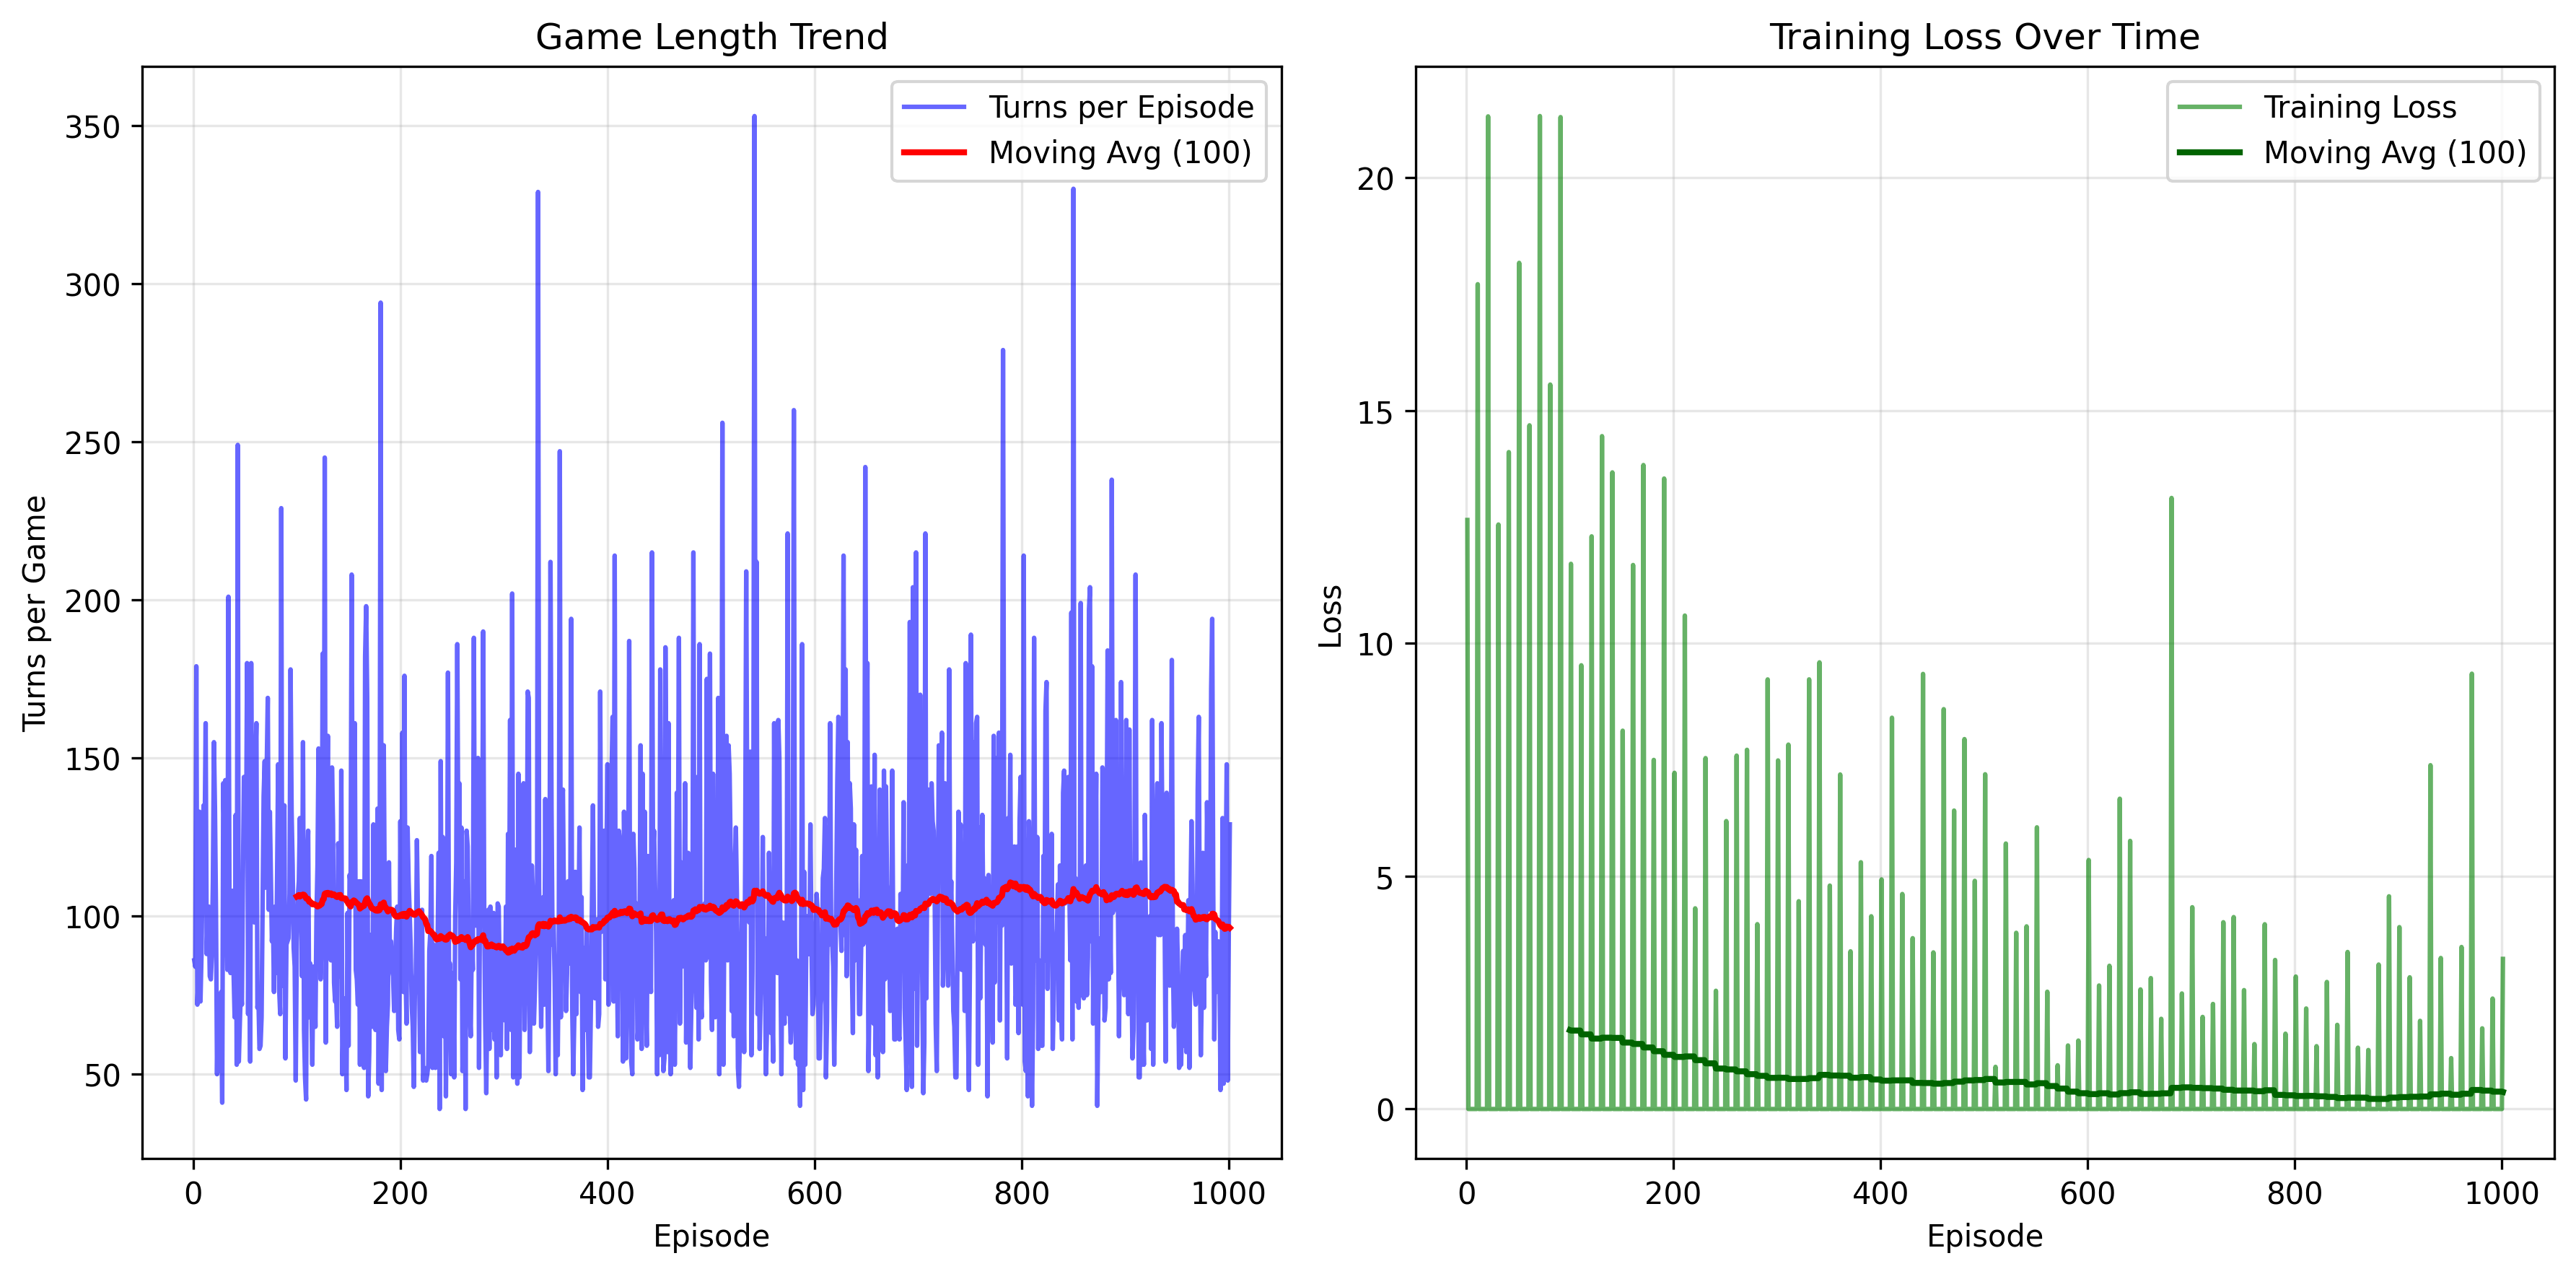 Game Length Trend
Turns per Episode
Moving Avg (100)
350
300
250
200
150
100
50
Turns per Game
0
200
400
600
800
1000
Episode
Training Loss Over Time
Training Loss
Moving Avg (100)
20
15
10
5
0
Loss
0
200
400
600
800
1000
Episode